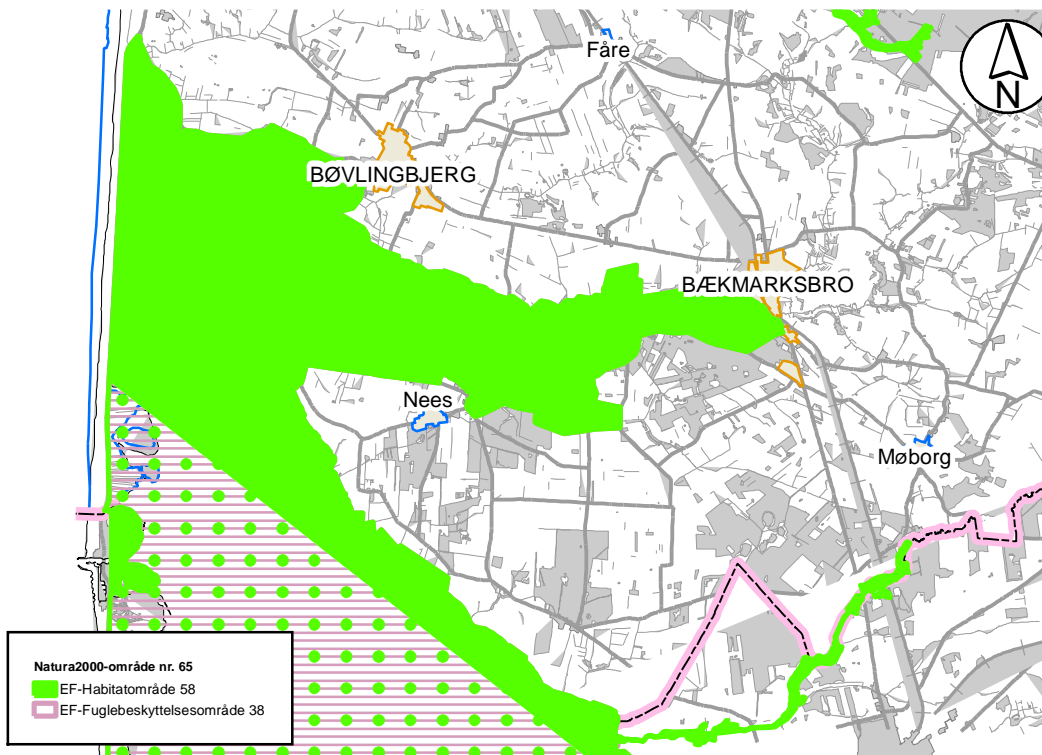 Fåre
N
BØVLINGBJERG
BÆKMARKSBRO
Nees
Møborg
Natura2000-område nr. 65
EF-Habitatområde 58
EF-Fuglebeskyttelsesområde 38